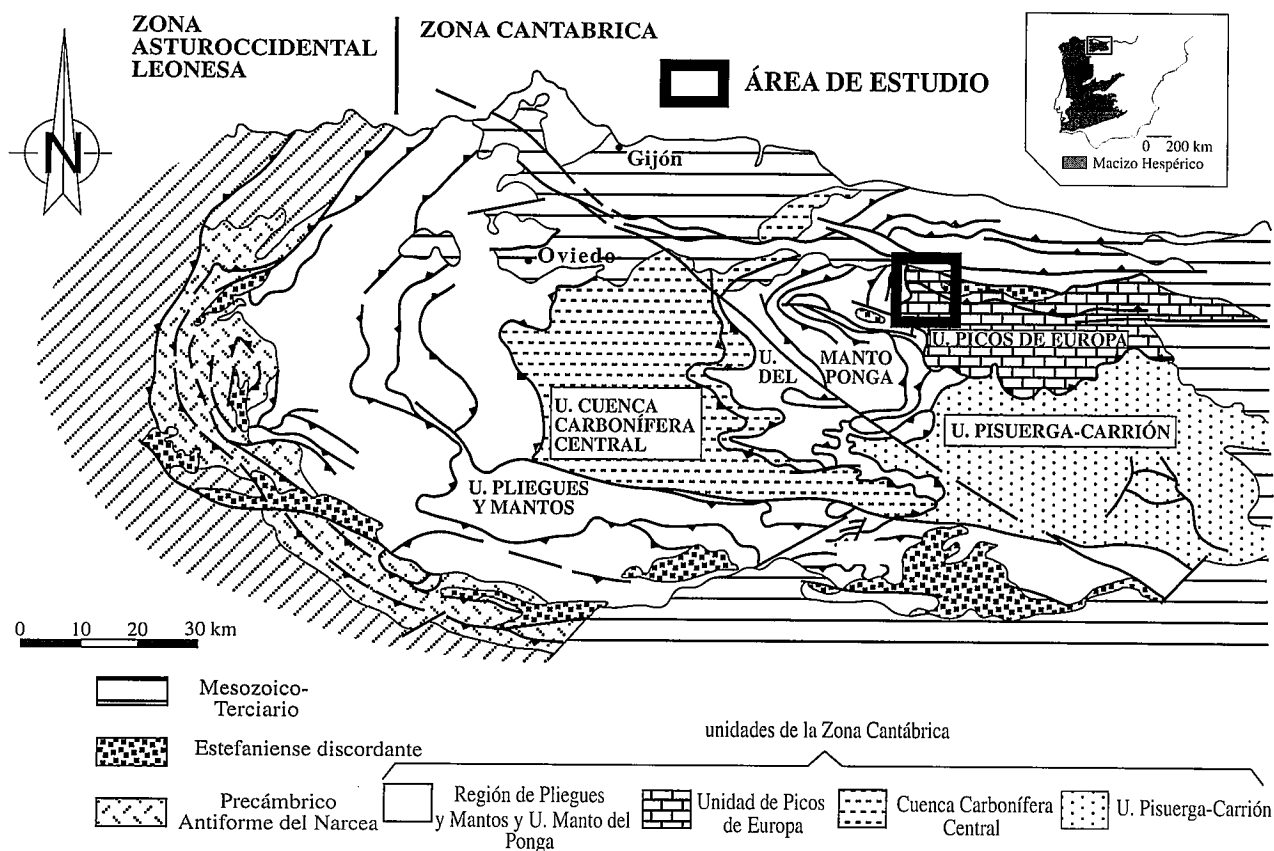 ZONA
ASTUROCCIDENTAL
LEONESA
ZONA CANTABRICA
ÁREA DE ESTUDIO
0 200 km
Macizo Hespérico
N
Gijón
Oviedo
U.
DEL
MANTO
PONGA
U. PICOS DE EUROPA
U. CUENCA
CARBONÍFERA
CENTRAL
U. PISUERGA-CARRIÓN
U. PLIEGUES
Y MANTOS
0 10 20 30 km
Mesozoico-
Terciario
Estefaniense discordante
Precámbrico
Antiforme del Narcea
unidades de la Zona Cantábrica
Región de Pliegues
y Mantos y U. Manto del
Ponga
Unidad de Picos
de Europa
Cuenca Carbonífera
Central
U. Pisuerga-Carrión